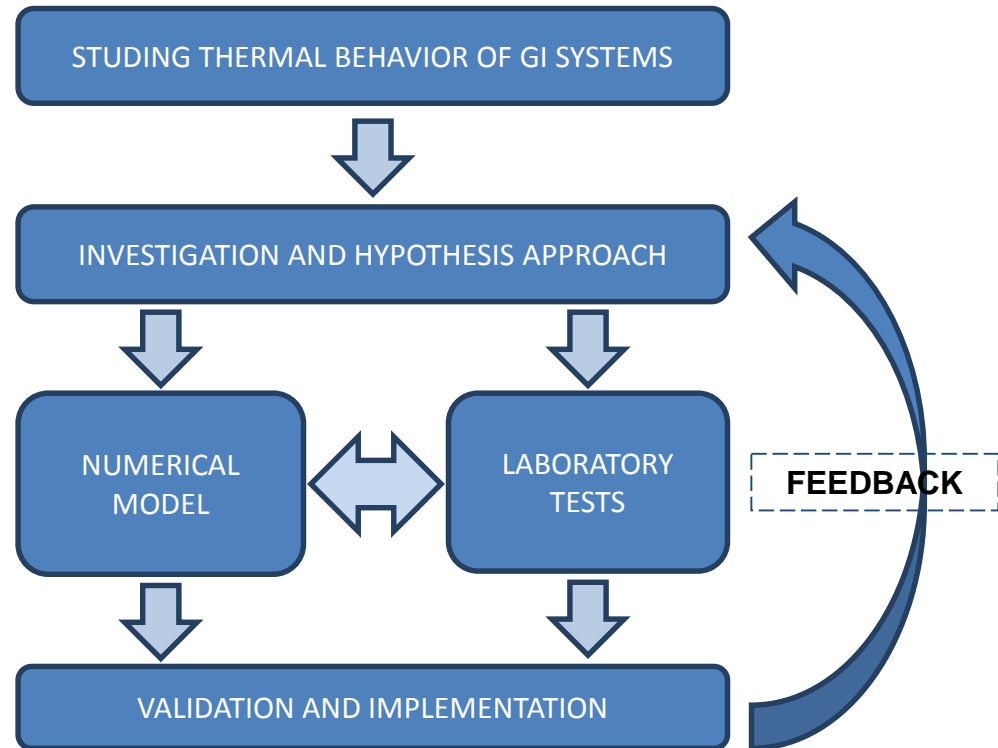 STUDING THERMAL BEHAVIOR OF GI SYSTEMS
INVESTIGATION AND HYPOTHESIS APPROACH
NUMERICAL
MODEL
LABORATORY
TESTS
FEEDBACK
VALIDATION AND IMPLEMENTATION